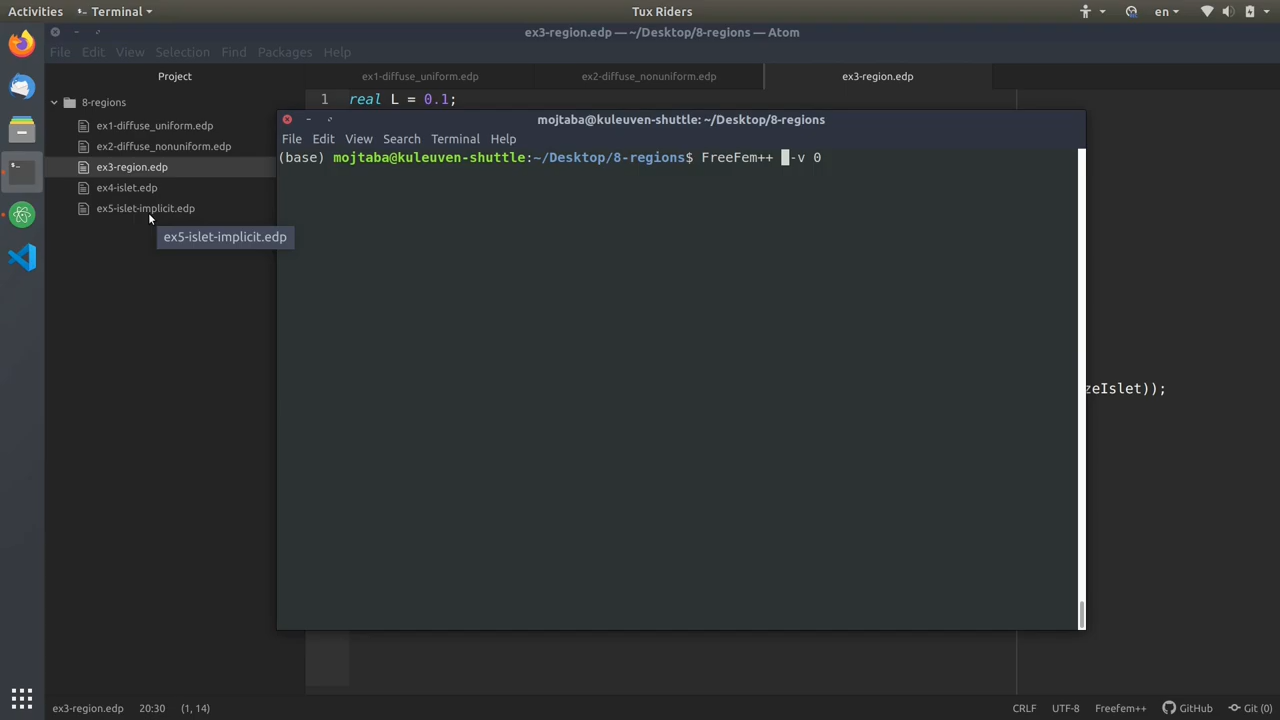 Activities
Terminal
Tux Riders
en
ex3-region.edp — ~/Desktop/8-regions — Atom
File Edit View Selection Find Packages Help
Project
ex1-diffuse_uniform.edp
ex2-diffuse_nonuniform.edp
ex3-region.edp
8-regions
ex1-diffuse_uniform.edp
ex2-diffuse_nonuniform.edp
ex3-region.edp
ex4-islet.edp
ex5-islet-implicit.edp
ex5-islet-implicit.edp
1 real L = 0.1;
mojtaba@kuleuven-shuttle: ~/Desktop/8-regions
File Edit View Search Terminal Help
(base) mojtaba@kuleuven-shuttle:~/Desktop/8-regions$ FreeFem++ -v 0
zeIslet));
ex3-region.edp 20:30 (1, 14)
CRLF UTF-8 Freefem++ GitHub Git (0)